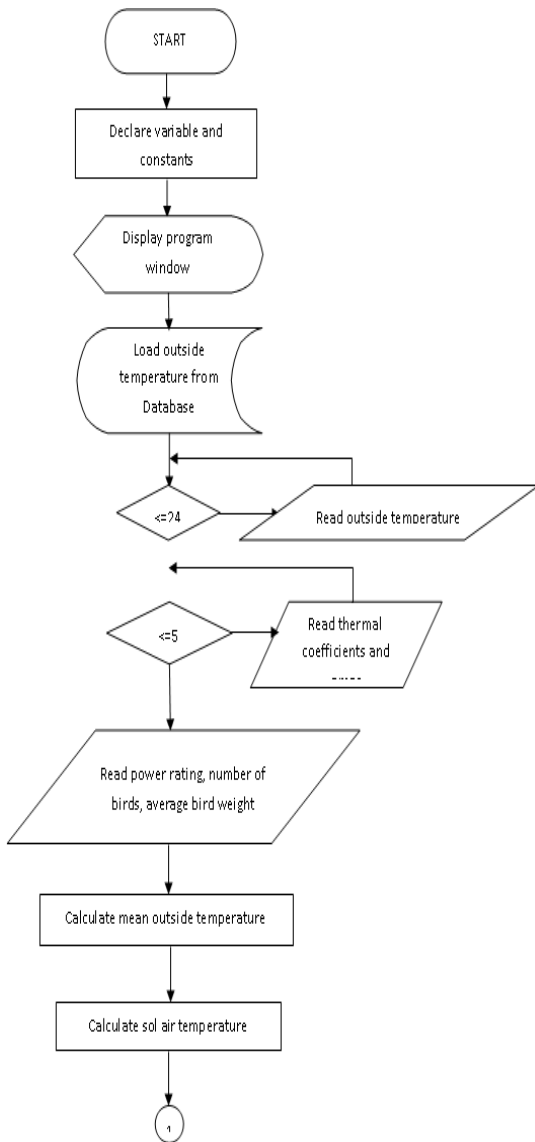 START
Declare variable and
constants
Display program
window
Load outside
temperature from
Database
<=24
Read outside temperature
<=5
Read thermal
coefficients and
Read power rating, number of
birds, average bird weight
Calculate mean outside temperature
Calculate sol air temperature